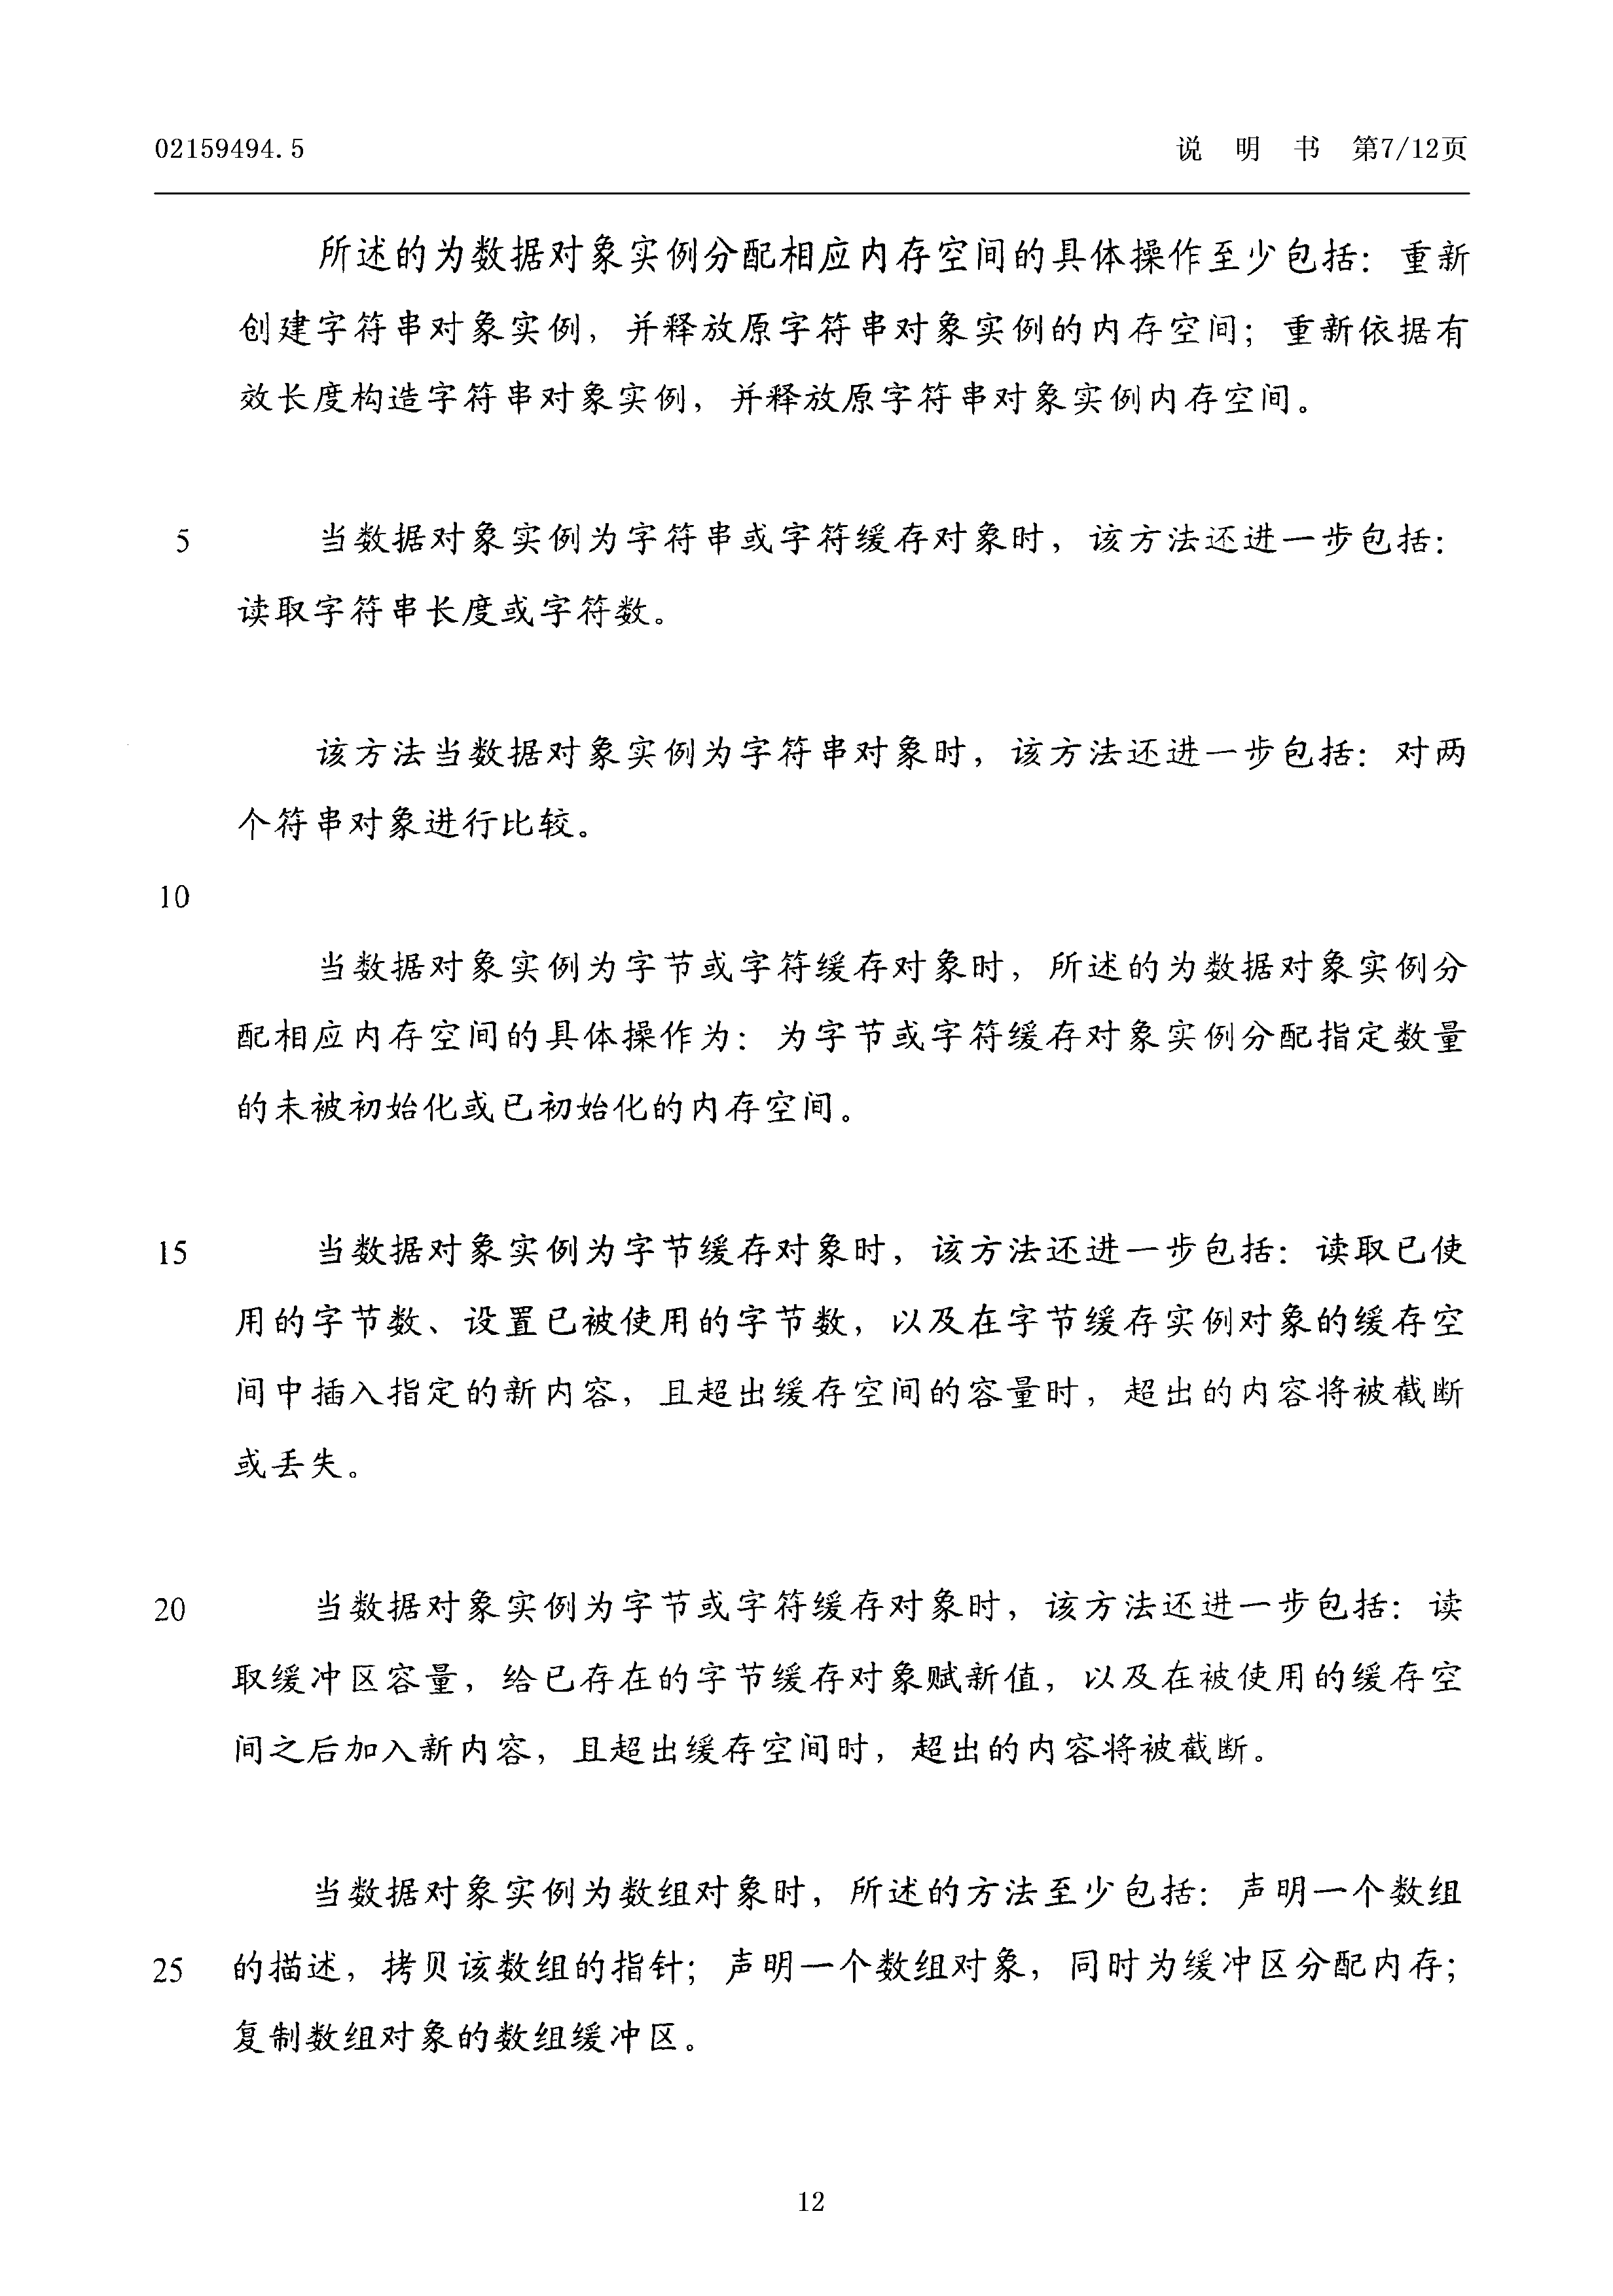 02159494.5 说 明 书 第7/12页
所述的为数据对象实例分配相应内存空间的具体操作至少包括：重新
创建字符串对象实例，并释放原字符串对象实例的内存空间；重新依据有
效长度构造字符串对象实例，并释放原字符串对象实例内存空间。
5 当数据对象实例为字符串或字符缓存对象时，该方法还进一步包括：
读取字符串长度或字符数。
该方法当数据对象实例为字符串对象时，该方法还进一步包括：对两
个符串对象进行比较。
10
当数据对象实例为字节或字符缓存对象时，所述的为数据对象实例分
配相应内存空间的具体操作为：为字节或字符缓存对象实例分配指定数量
的未被初始化或已初始化的内存空间。
15 当数据对象实例为字节缓存对象时，该方法还进一步包括：读取已使
用的字节数、设置已被使用的字节数，以及在字节缓存实例对象的缓存空
间中插入指定的新内容，且超出缓存空间的容量时，超出的内容将被截断
或丢失。
20 当数据对象实例为字节或字符缓存对象时，该方法还进一步包括：读
取缓冲区容量，给已存在的字节缓存对象赋新值，以及在被使用的缓存空
间之后加入新内容，且超出缓存空间时，超出的内容将被截断。
当数据对象实例为数组对象时，所述的方法至少包括：声明一个数组
25 的描述，拷贝该数组的指针；声明一个数组对象，同时为缓冲区分配内存；
复制数组对象的数组缓冲区。
12